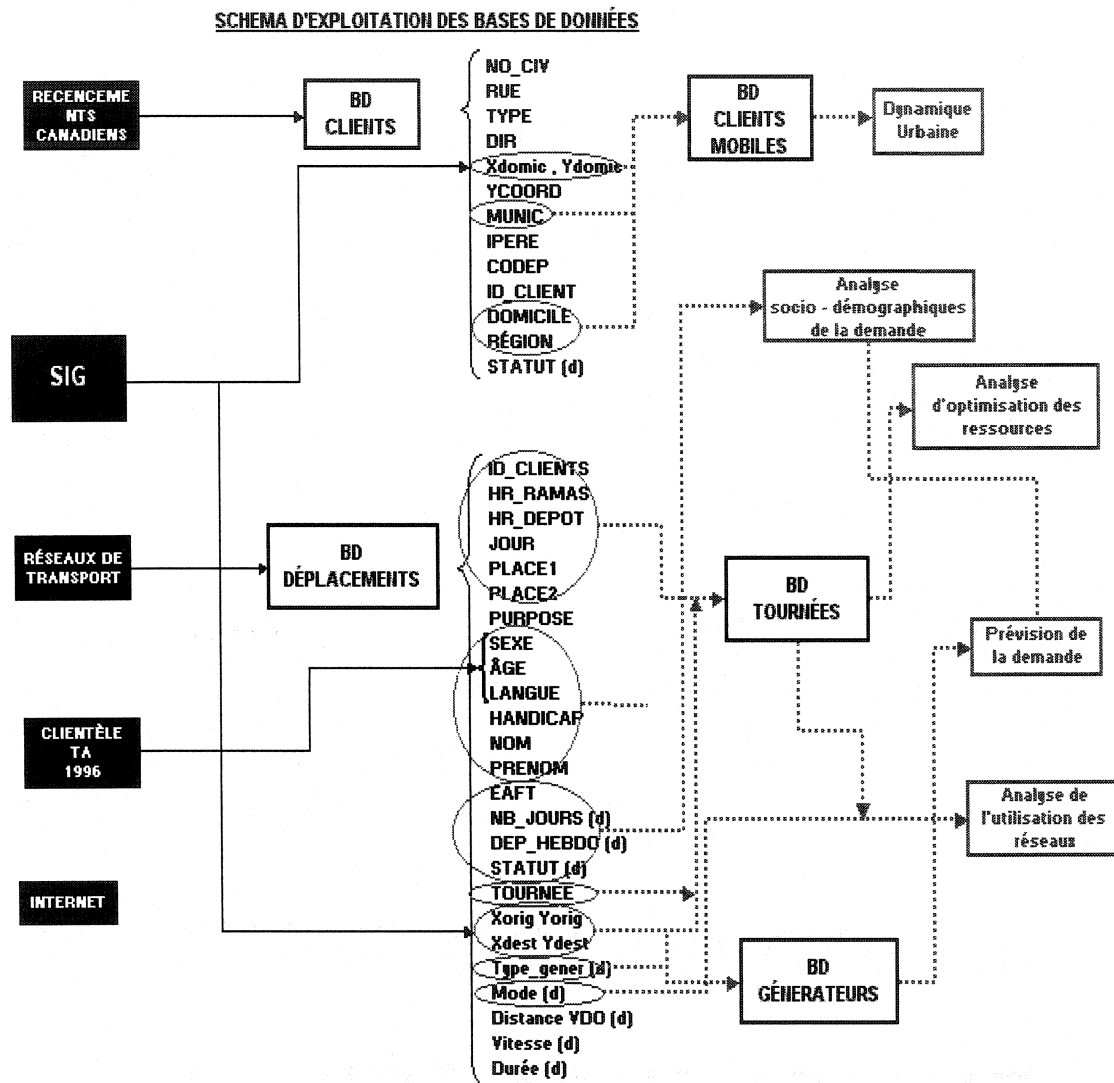 SCHEMA D'EXPLOITATION DES BASES DE DONNÉES
RECENCEME
NTS
CANADIENS
BD
CLIENTS
NO_CIV
RUE
TYPE
DIR
Xdomic , Ydomic
YCOORD
MUNIC
IPERE
CODEP
ID_CLIENT
DOMICILE
RÉGION
STATUT (d)
BD
CLIENTS
MOBILES
Dynamique
Urbaine
SIG
Analyse
socio - démographiques
de la demande
Analyse
d'optimisation des
ressources
RÉSEAUX DE
TRANSPORT
BD
DÉPLACEMENTS
ID_CLIENTS
HR_RAMAS
HR_DEPOT
JOUR
PLACE1
PLACE2
PURPOSE
SEXE
ÂGE
LANGUE
HANDICAP
NOM
PRENOM
EAFT
NB_JOURS (d)
DEP_HEBDO (d)
STATUT (d)
TOURNEE
Xorig Yorig
Xdest Ydest
Type_gener (d)
Mode (d)
Distance VDO (d)
Vitesse (d)
Durée (d)
BD
TOURNÉES
Prévision de
la demande
CLIENTÈLE
TA
1996
Analyse de
l'utilisation des
réseaux
INTERNET
BD
GÉNERATEURS